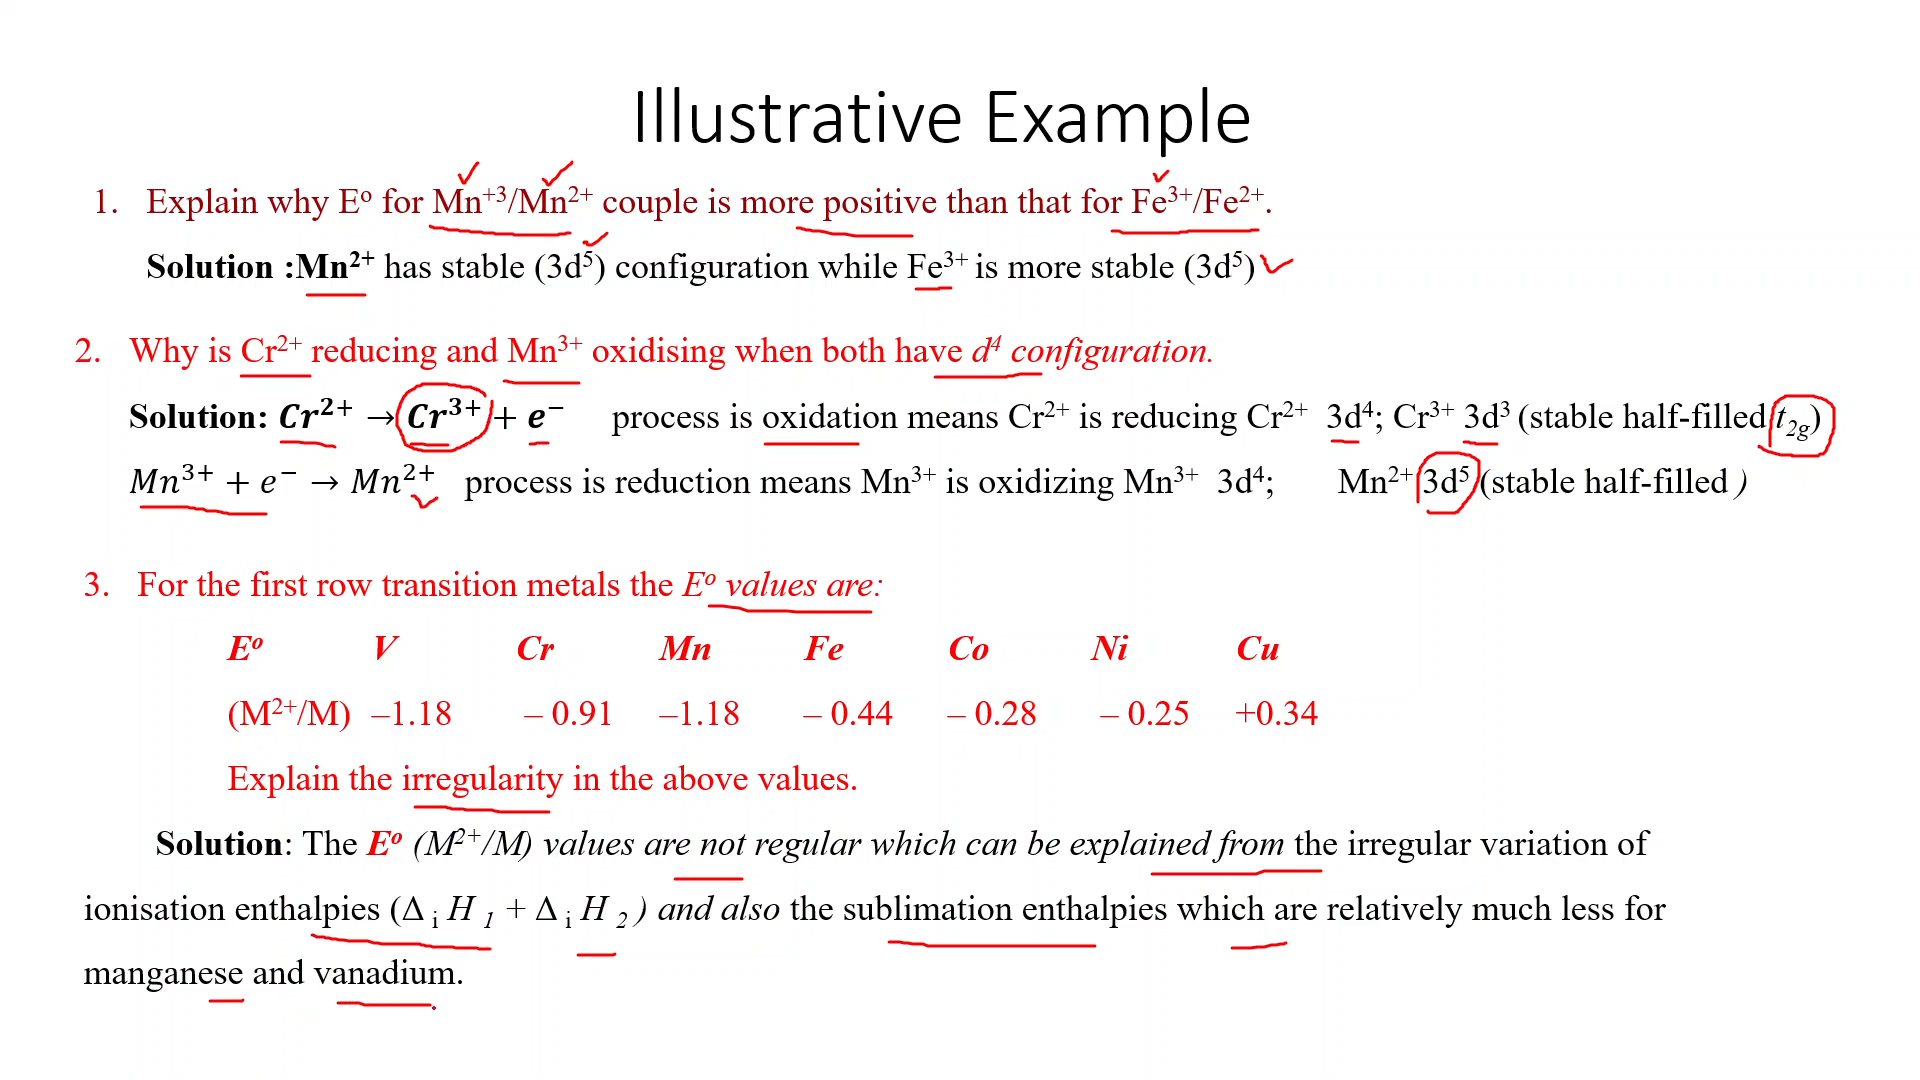 Illustrative Example
1. Explain why Eº for Mn⁺³/Mn²⁺ couple is more positive than that for Fe³⁺/Fe²⁺.
Solution :Mn²⁺ has stable (3d⁵) configuration while Fe³⁺ is more stable (3d⁵)
2. Why is Cr²⁺ reducing and Mn³⁺ oxidising when both have d⁴ configuration.
Solution: Cr²⁺ → Cr³⁺ + e⁻ process is oxidation means Cr²⁺ is reducing Cr²⁺ 3d⁴; Cr³⁺ 3d³ (stable half-filled t₂g)
Mn³⁺ + e⁻ → Mn²⁺ process is reduction means Mn³⁺ is oxidizing Mn³⁺ 3d⁴; Mn²⁺ 3d⁵ (stable half-filled )
3. For the first row transition metals the Eº values are:
Eº V Cr Mn Fe Co Ni Cu
(M²⁺/M) –1.18 – 0.91 –1.18 – 0.44 – 0.28 – 0.25 +0.34
Explain the irregularity in the above values.
Solution: The Eº (M²⁺/M) values are not regular which can be explained from the irregular variation of
ionisation enthalpies (Δ ᵢ H ₁ + Δ ᵢ H ₂ ) and also the sublimation enthalpies which are relatively much less for
manganese and vanadium.